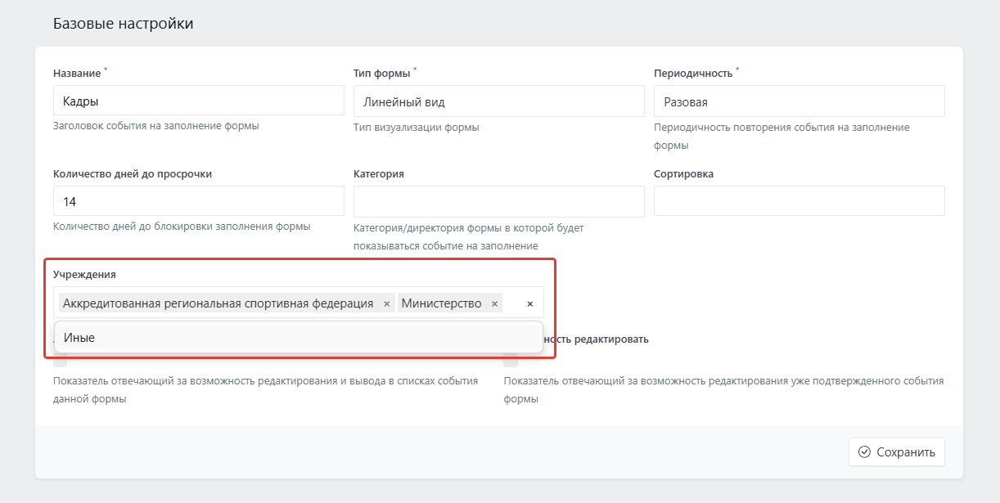 Базовые настройки
Название *
Тип формы *
Периодичность *
Кадры
Линейный вид
Разовая
Заголовок события на заполнение формы
Тип визуализации формы
Периодичность повторения события на заполнение
формы
Количество дней до просрочки
Категория
Сортировка
14
Количество дней до блокировки заполнения формы
Категория/директория формы в которой будет
показываться событие на заполнение
Учреждения
Аккредитованная региональная спортивная федерация × Министерство × ×
Иные
ность редактировать
Показатель отвечающий за возможность редактирования и вывода в списках события
данной формы
Показатель отвечающий за возможность редактирования уже подтвержденного события
формы
Сохранить